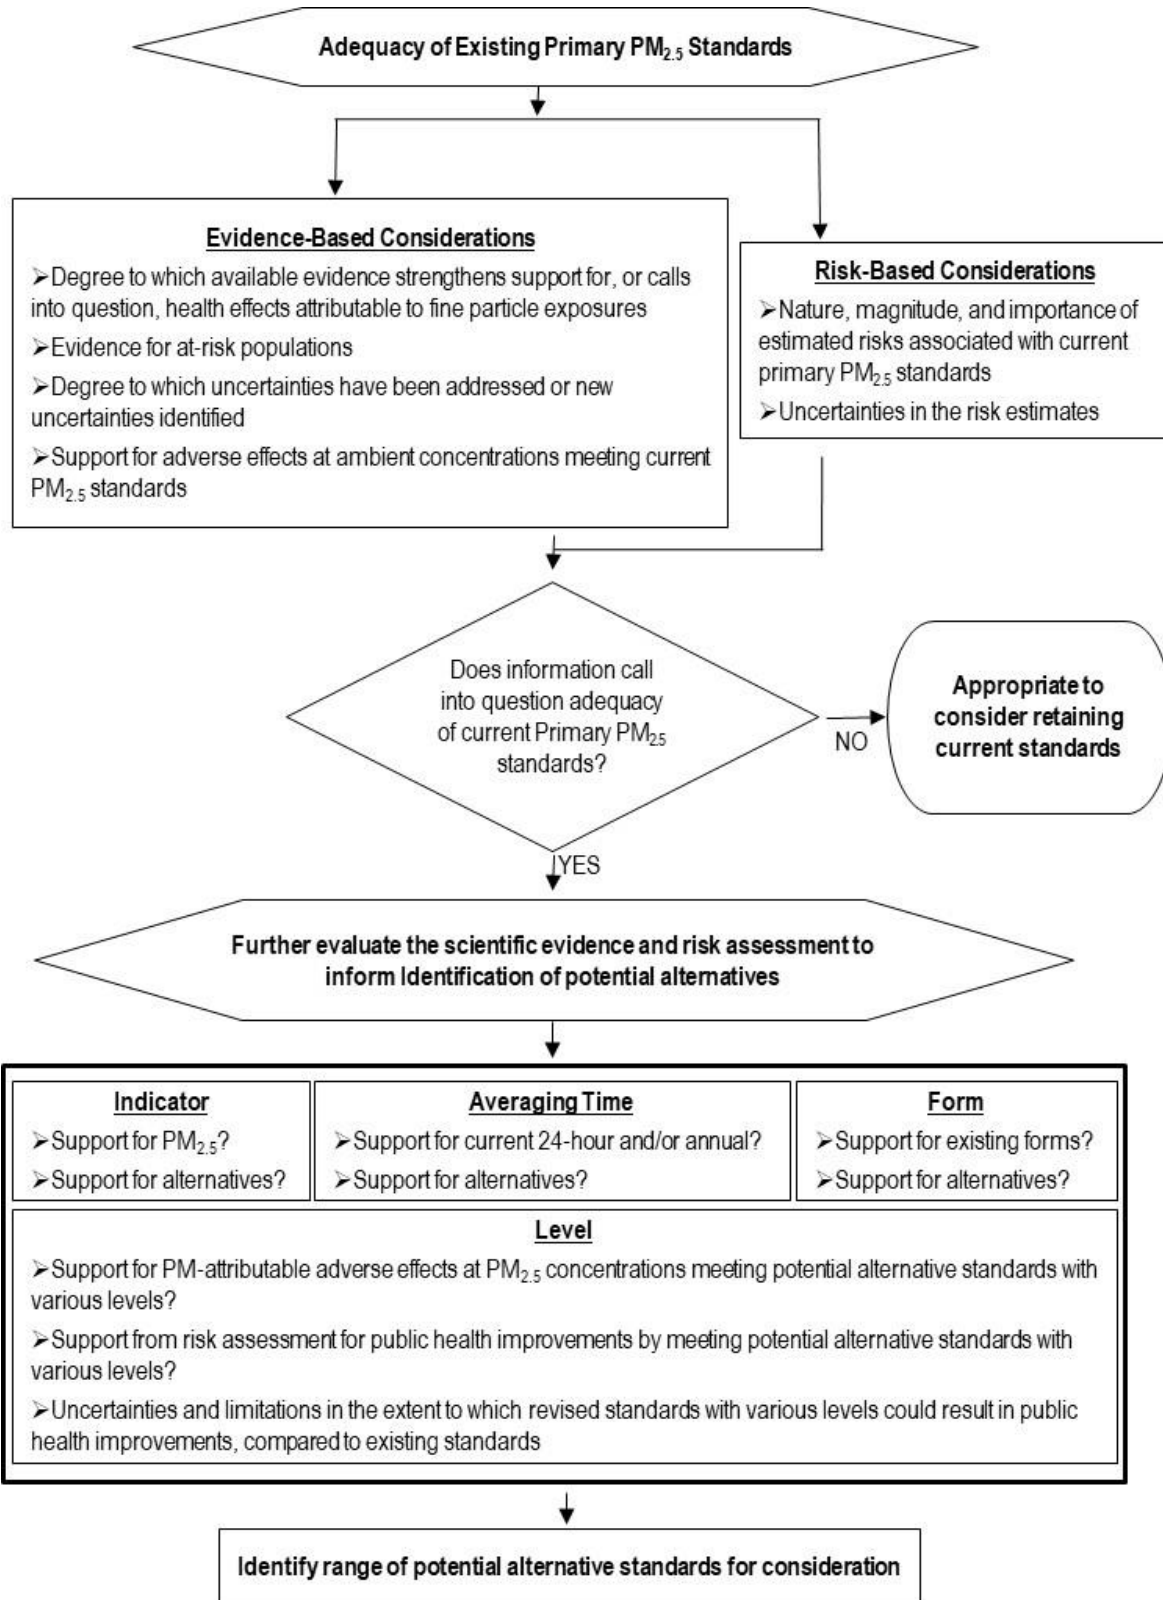 Adequacy of Existing Primary PM2.5 Standards
Evidence-Based Considerations
➢Degree to which available evidence strengthens support for, or calls
into question, health effects attributable to fine particle exposures
➢Evidence for at-risk populations
➢Degree to which uncertainties have been addressed or new
uncertainties identified
➢Support for adverse effects at ambient concentrations meeting current
PM2.5 standards
Risk-Based Considerations
➢Nature, magnitude, and importance of
estimated risks associated with current
primary PM2.5 standards
➢Uncertainties in the risk estimates
Does information call
into question adequacy
of current Primary PM2.5
standards?
NO
Appropriate to
consider retaining
current standards
YES
Further evaluate the scientific evidence and risk assessment to
inform Identification of potential alternatives
Indicator
➢Support for PM2.5?
➢Support for alternatives?
Averaging Time
➢Support for current 24-hour and/or annual?
➢Support for alternatives?
Form
➢Support for existing forms?
➢Support for alternatives?
Level
➢Support for PM-attributable adverse effects at PM2.5 concentrations meeting potential alternative standards with
various levels?
➢Support from risk assessment for public health improvements by meeting potential alternative standards with
various levels?
➢Uncertainties and limitations in the extent to which revised standards with various levels could result in public
health improvements, compared to existing standards
Identify range of potential alternative standards for consideration